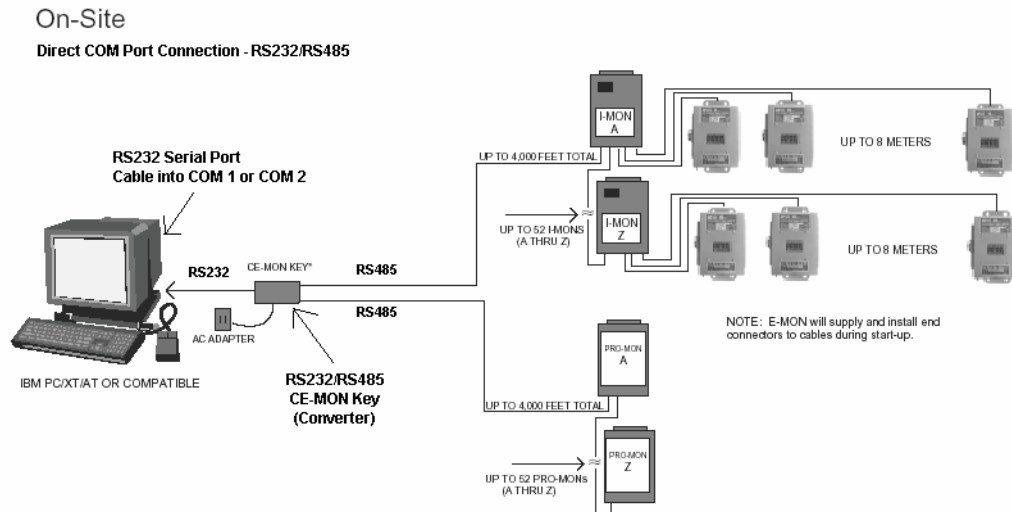 On-Site
Direct COM Port Connection - RS232/RS485
RS232 Serial Port
Cable into COM 1 or COM 2
IBM PC/XT/AT OR COMPATIBLE
RS232
CE-MON KEY*
AC ADAPTER
RS232/RS485
CE-MON Key
(Converter)
RS485
RS485
UP TO 4,000 FEET TOTAL
I-MON
A
UP TO 8 METERS
UP TO 52 I-MONS
(A THRU Z)
I-MON
Z
UP TO 8 METERS
NOTE: E-MON will supply and install end
connectors to cables during start-up.
UP TO 4,000 FEET TOTAL
PRO-MON
A
UP TO 52 PRO-MONs
(A THRU Z)
PRO-MON
Z